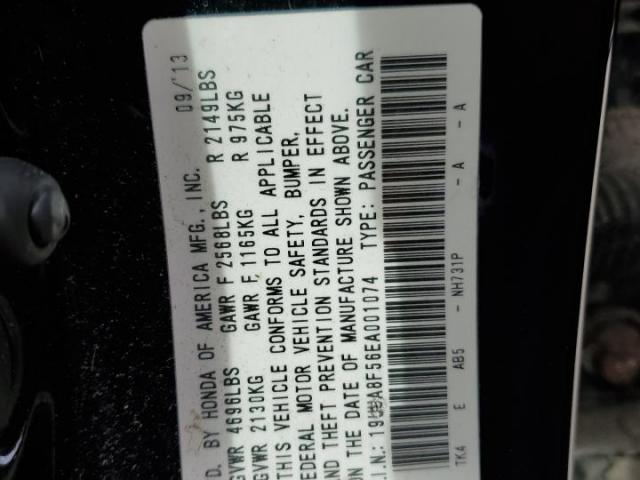 D. BY HONDA OF AMERICA MFG., INC. 09/'13
GVWR 4698LBS GAWR F 2568LBS R 2149LBS
GVWR 2130KG GAWR F 1165KG R 975KG
THIS VEHICLE CONFORMS TO ALL APPLICABLE
EDERAL MOTOR VEHICLE SAFETY, BUMPER,
AND THEFT PREVENTION STANDARDS IN EFFECT
ON THE DATE OF MANUFACTURE SHOWN ABOVE.
.I.N.: 19UUA8F56EA001074 TYPE: PASSENGER CAR
TK4 E AB5 - NH731P - A - A